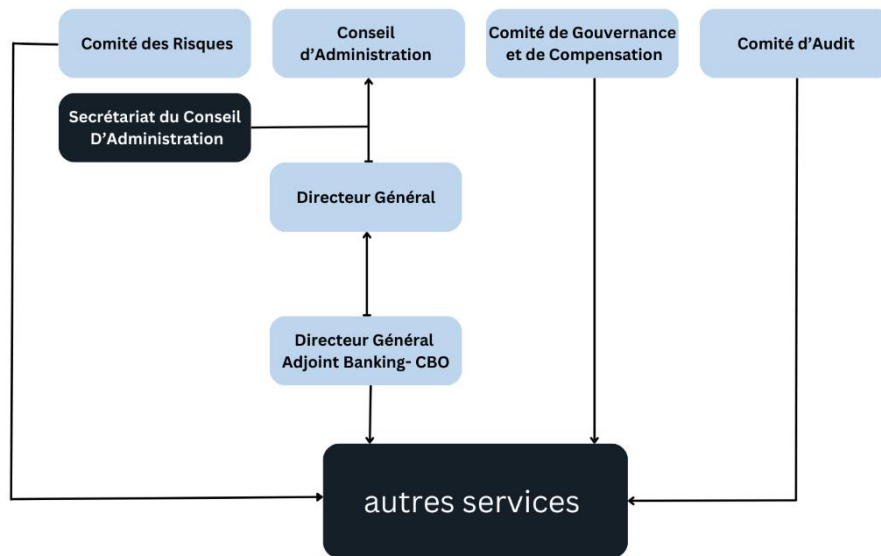 Comité des Risques
Conseil
d'Administration
Comité de Gouvernance
et de Compensation
Comité d'Audit
Secrétariat du Conseil
D'Administration
Directeur Général
Directeur Général
Adjoint Banking- CBO
autres services